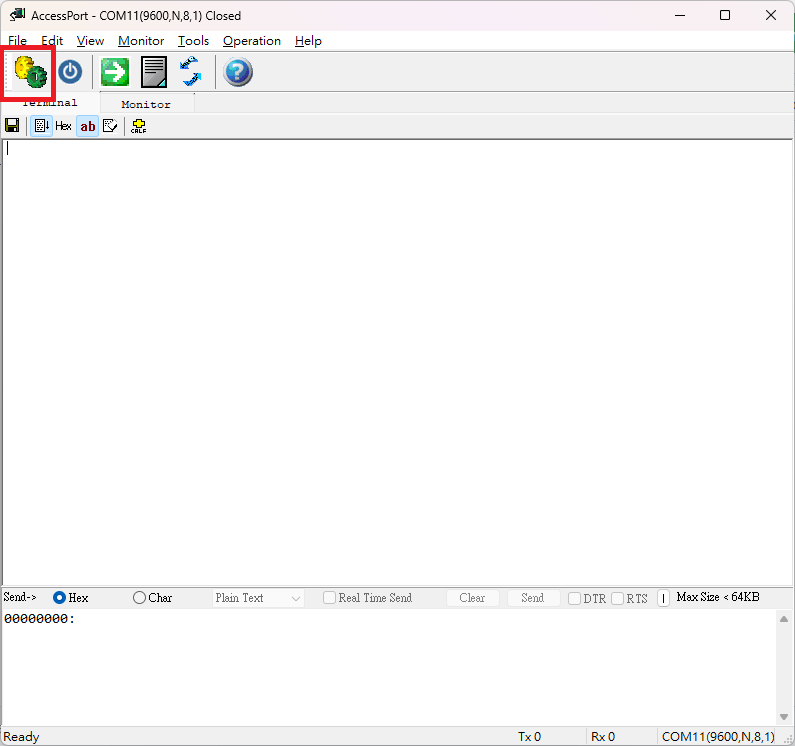 AccessPort - COM11(9600,N,8,1) Closed
File Edit View Monitor Tools Operation Help
Terminal Monitor
Hex ab CRLF
Send-> Hex Char Plain Text Real Time Send Clear Send DTR RTS Max Size < 64KB
00000000:
Ready Tx 0 Rx 0 COM11(9600,N,8,1)